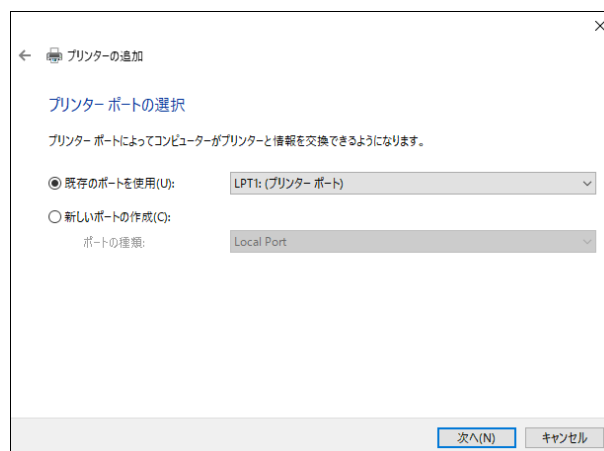 プリンターの追加
プリンター ポートの選択
プリンター ポートによってコンピューターがプリンターと情報を交換できるようになります。
既存のポートを使用(U): LPT1: (プリンター ポート)
新しいポートの作成(C):
ポートの種類: Local Port
次へ(N) キャンセル